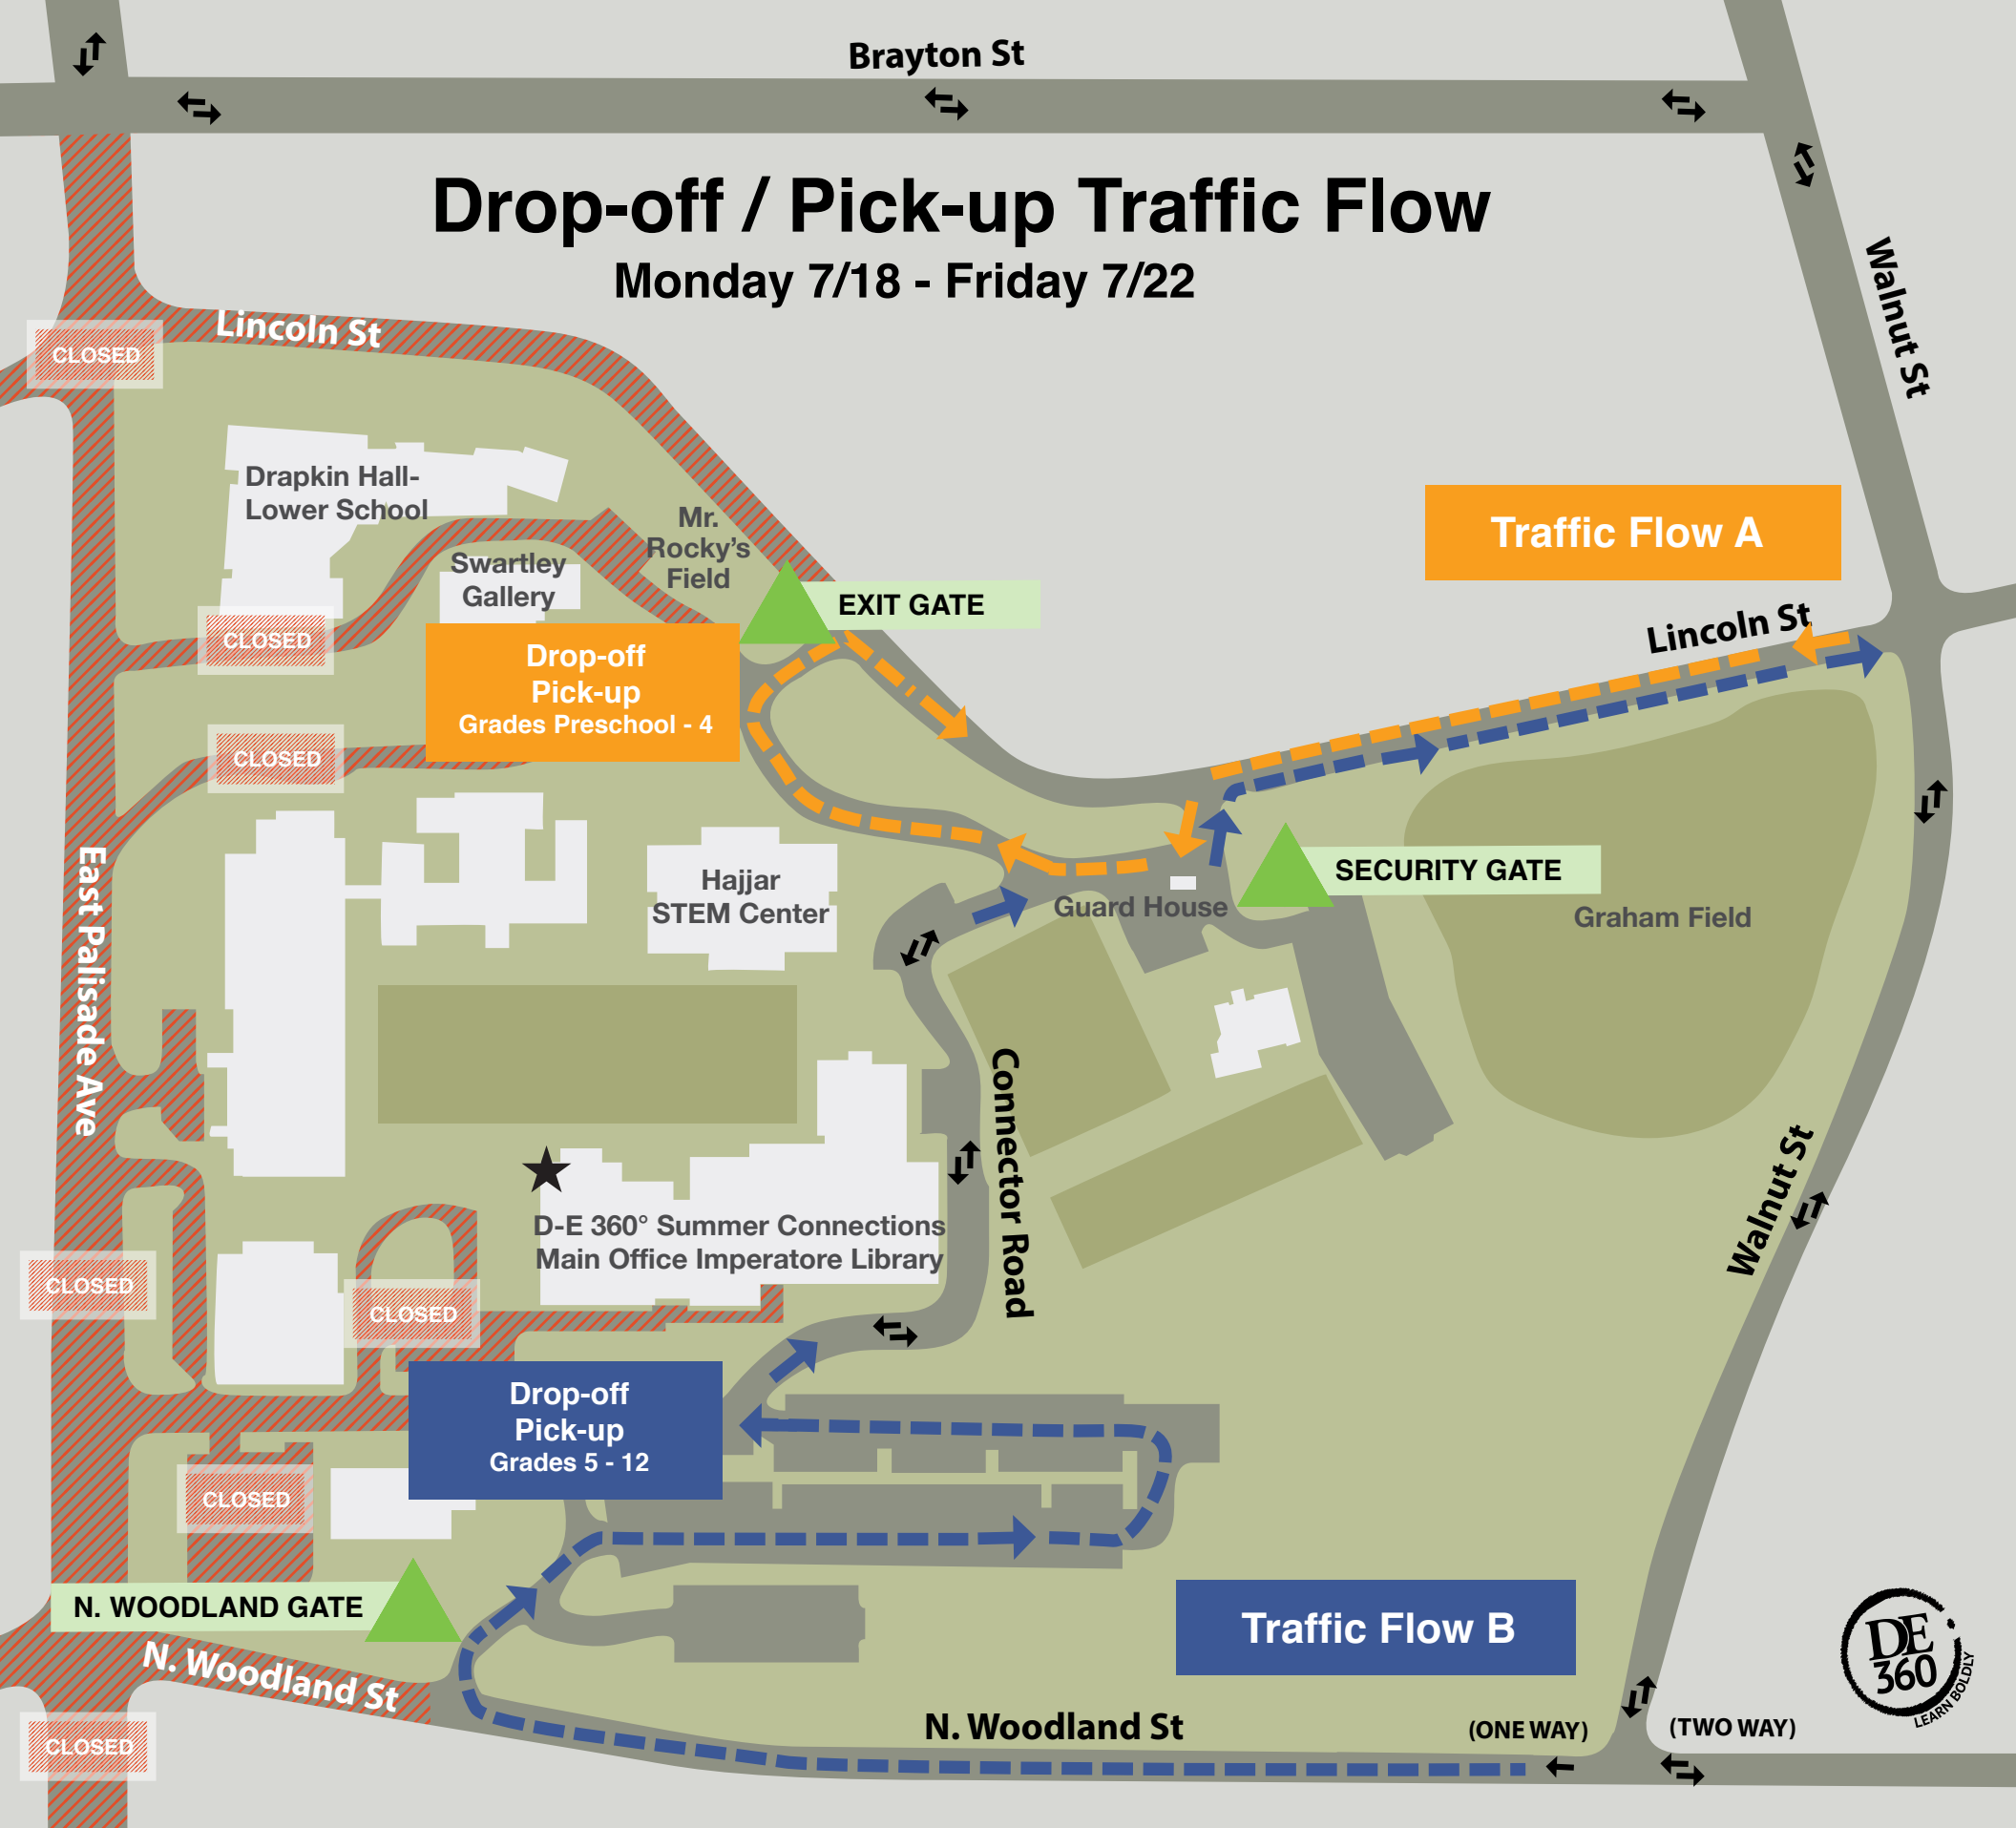 Brayton St
Drop-off / Pick-up Traffic Flow
Monday 7/18 - Friday 7/22
Walnut St
Lincoln St
CLOSED
Drapkin Hall-
Lower School
Mr.
Rocky's
Field
Swartley
Gallery
Traffic Flow A
EXIT GATE
Lincoln St
CLOSED
Drop-off
Pick-up
Grades Preschool - 4
CLOSED
East Palisade Ave
Hajjar
STEM Center
SECURITY GATE
Guard House
Graham Field
Connector Road
Walnut St
D-E 360° Summer Connections
Main Office Imperatore Library
CLOSED
CLOSED
Drop-off
Pick-up
Grades 5 - 12
CLOSED
N. WOODLAND GATE
Traffic Flow B
N. Woodland St
DE
360
LEARN BOLDLY
N. Woodland St
(ONE WAY)
(TWO WAY)
CLOSED